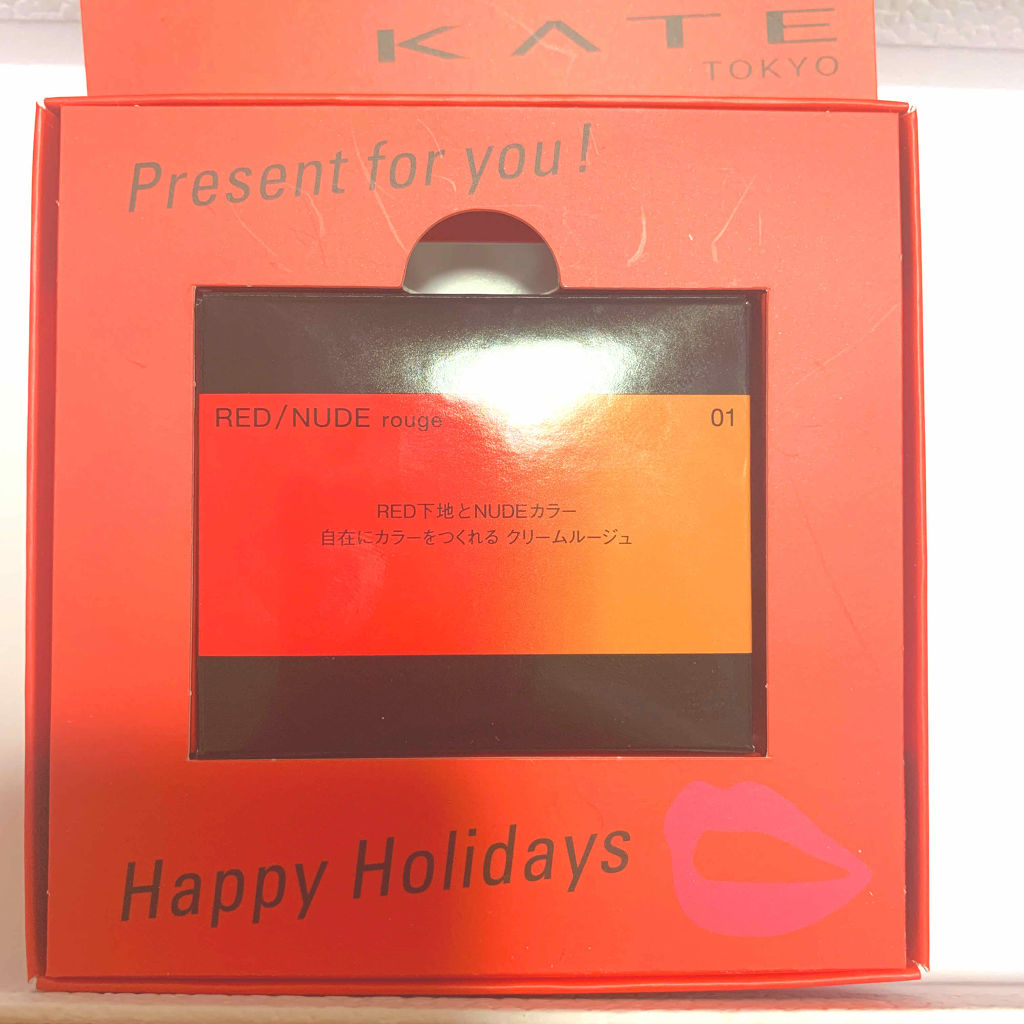 KATE
TOKYO
Present for you!
RED/NUDE rouge 01
RED下地とNUDEカラー
自在にカラーをつくれる クリームルージュ
Happy Holidays